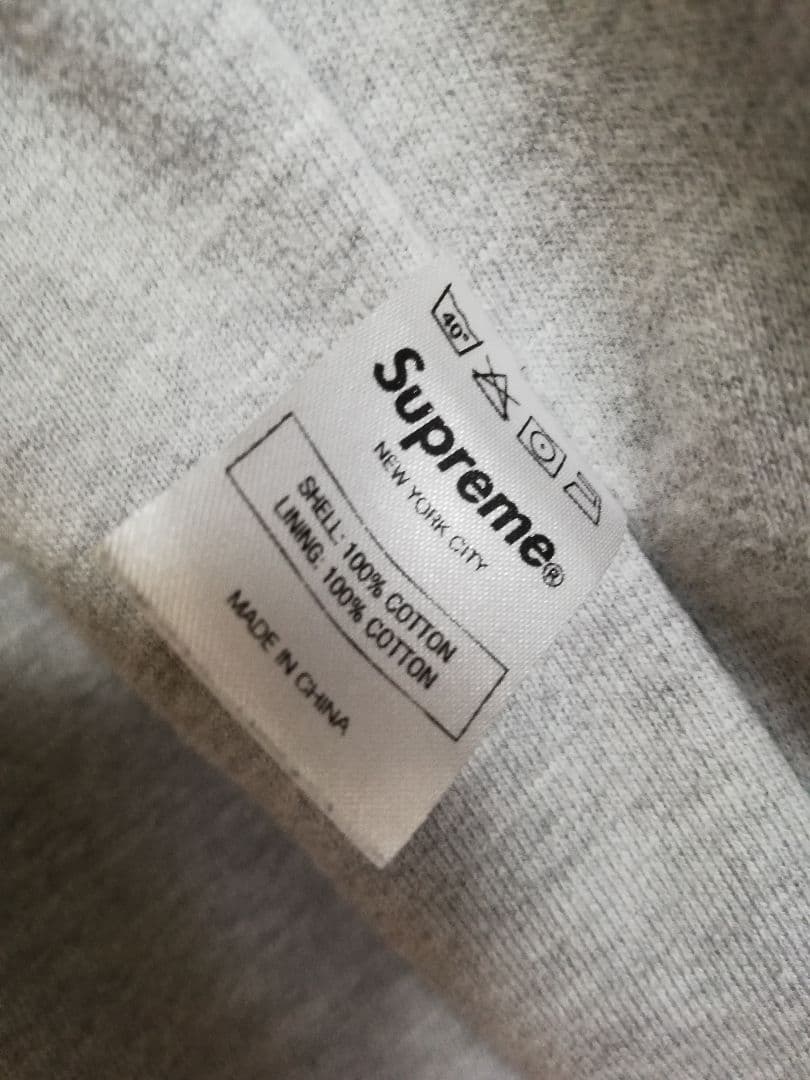 40°
Supreme®
NEW YORK CITY
SHELL: 100% COTTON
LINING: 100% COTTON
MADE IN CHINA